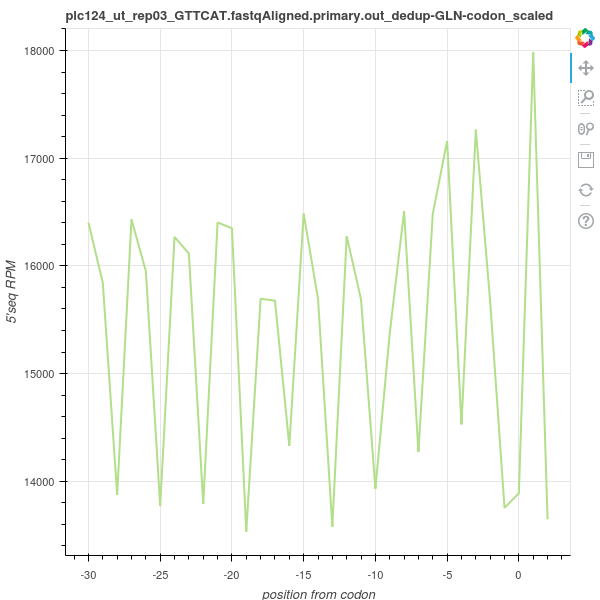 plc124_ut_rep03_GTTCAT.fastqAligned.primary.out_dedup-GLN-codon_scaled
18000
17000
16000
15000
14000
5'seq RPM
-30 -25 -20 -15 -10 -5 0
position from codon